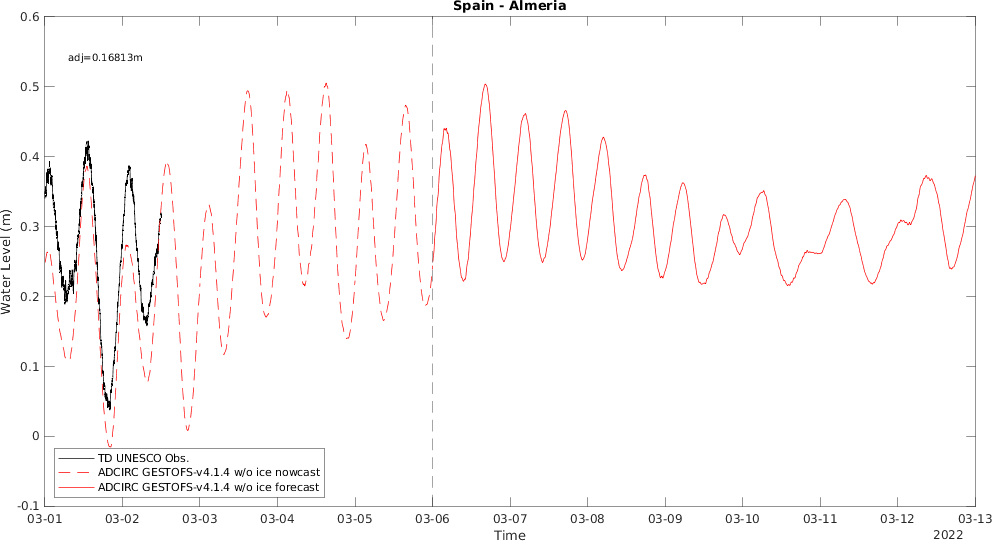 Spain - Almeria
0.6
adj=0.16813m
0.5
0.4
0.3
Water Level (m)
0.2
0.1
0
TD UNESCO Obs.
ADCIRC GESTOFS-v4.1.4 w/o ice nowcast
ADCIRC GESTOFS-v4.1.4 w/o ice forecast
-0.1
03-01 03-02 03-03 03-04 03-05 03-06 03-07 03-08 03-09 03-10 03-11 03-12 03-13
Time
2022